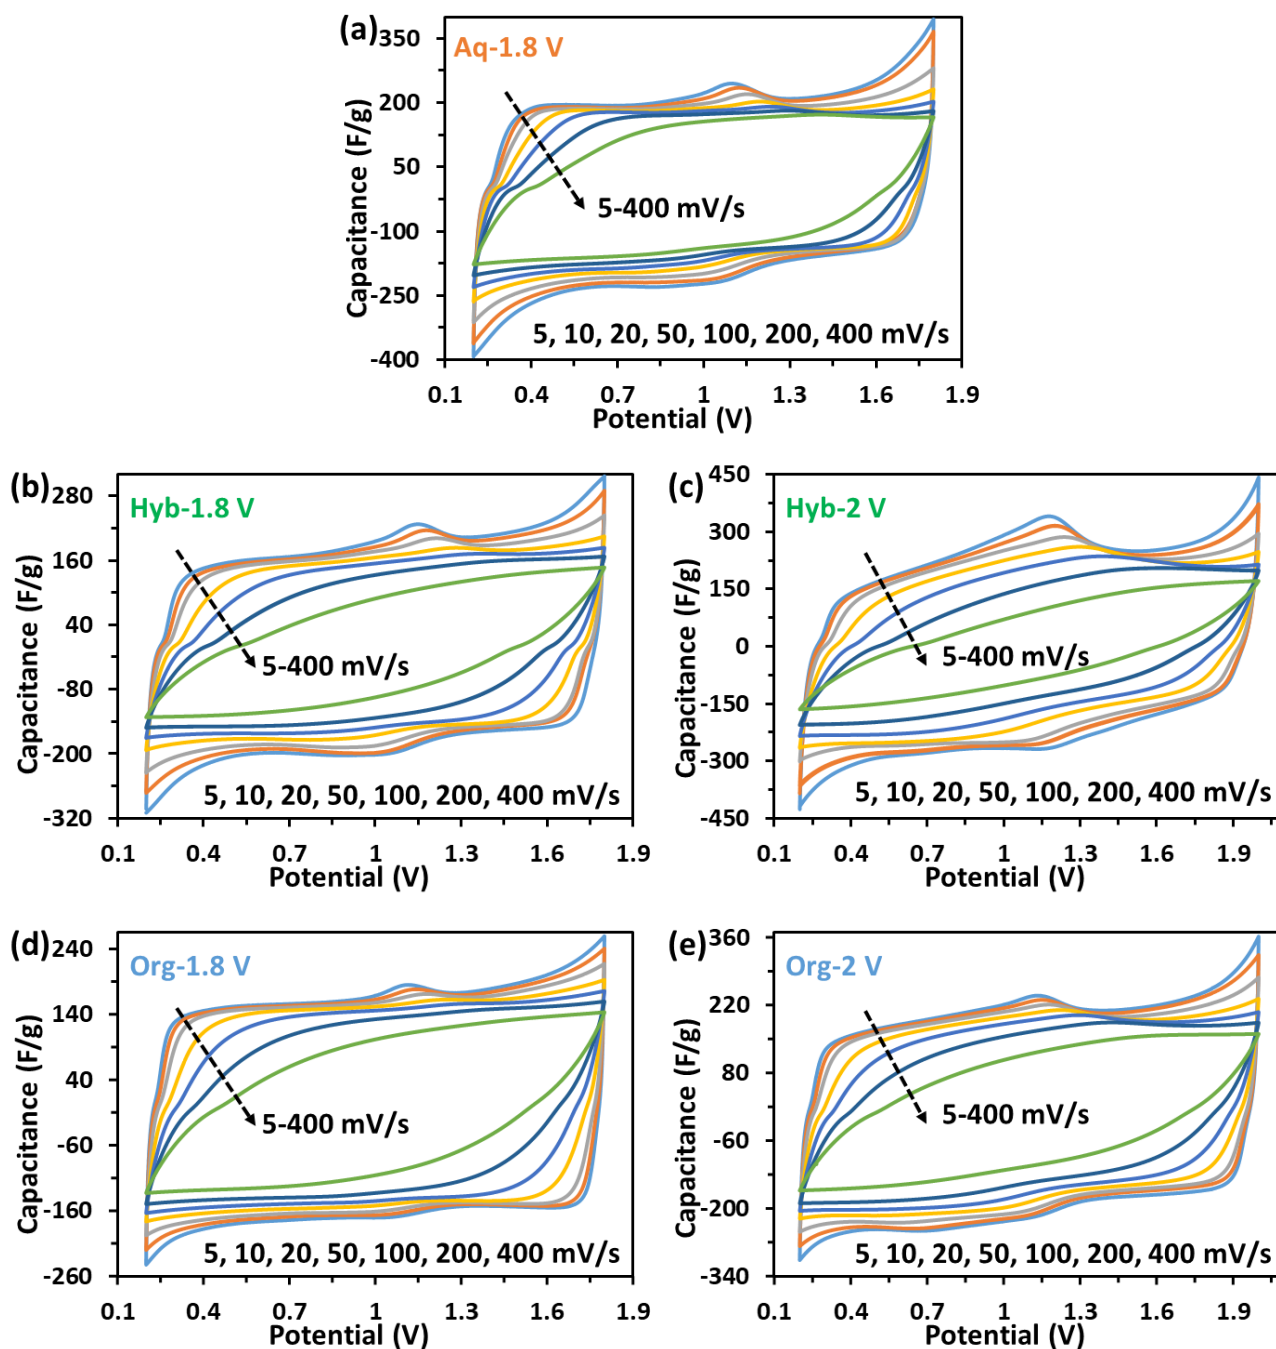 (a)
Aq-1.8 V
350
200
50
-100
-250
-400
Capacitance (F/g)
5-400 mV/s
5, 10, 20, 50, 100, 200, 400 mV/s
0.1 0.4 0.7 1 1.3 1.6 1.9
Potential (V)
(b)
Hyb-1.8 V
280
160
40
-80
-200
-320
Capacitance (F/g)
5-400 mV/s
5, 10, 20, 50, 100, 200, 400 mV/s
0.1 0.4 0.7 1 1.3 1.6 1.9
Potential (V)
(c)
Hyb-2 V
450
300
150
0
-150
-300
-450
Capacitance (F/g)
5-400 mV/s
5, 10, 20, 50, 100, 200, 400 mV/s
0.1 0.4 0.7 1 1.3 1.6 1.9
Potential (V)
(d)
Org-1.8 V
240
140
40
-60
-160
-260
Capacitance (F/g)
5-400 mV/s
5, 10, 20, 50, 100, 200, 400 mV/s
0.1 0.4 0.7 1 1.3 1.6 1.9
Potential (V)
(e)
Org-2 V
360
220
80
-60
-200
-340
Capacitance (F/g)
5-400 mV/s
5, 10, 20, 50, 100, 200, 400 mV/s
0.1 0.4 0.7 1 1.3 1.6 1.9
Potential (V)